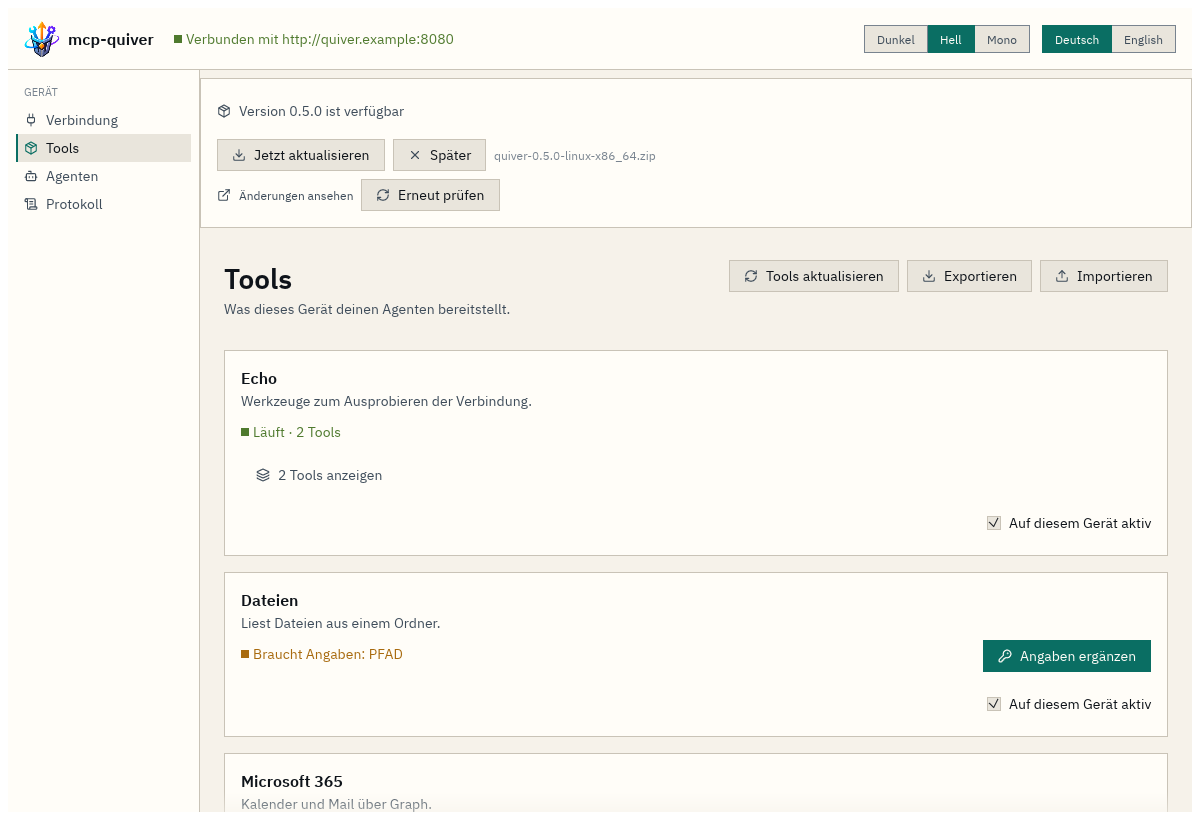 mcp-quiver
Verbunden mit http://quiver.example:8080
Dunkel Hell Mono Deutsch English
GERÄT
Verbindung
Tools
Agenten
Protokoll
Version 0.5.0 ist verfügbar
Jetzt aktualisieren Später quiver-0.5.0-linux-x86_64.zip
Änderungen ansehen Erneut prüfen
Tools
Tools aktualisieren Exportieren Importieren
Was dieses Gerät deinen Agenten bereitstellt.
Echo
Werkzeuge zum Ausprobieren der Verbindung.
Läuft · 2 Tools
2 Tools anzeigen
Auf diesem Gerät aktiv
Dateien
Liest Dateien aus einem Ordner.
Braucht Angaben: PFAD
Angaben ergänzen
Auf diesem Gerät aktiv
Microsoft 365
Kalender und Mail über Graph.